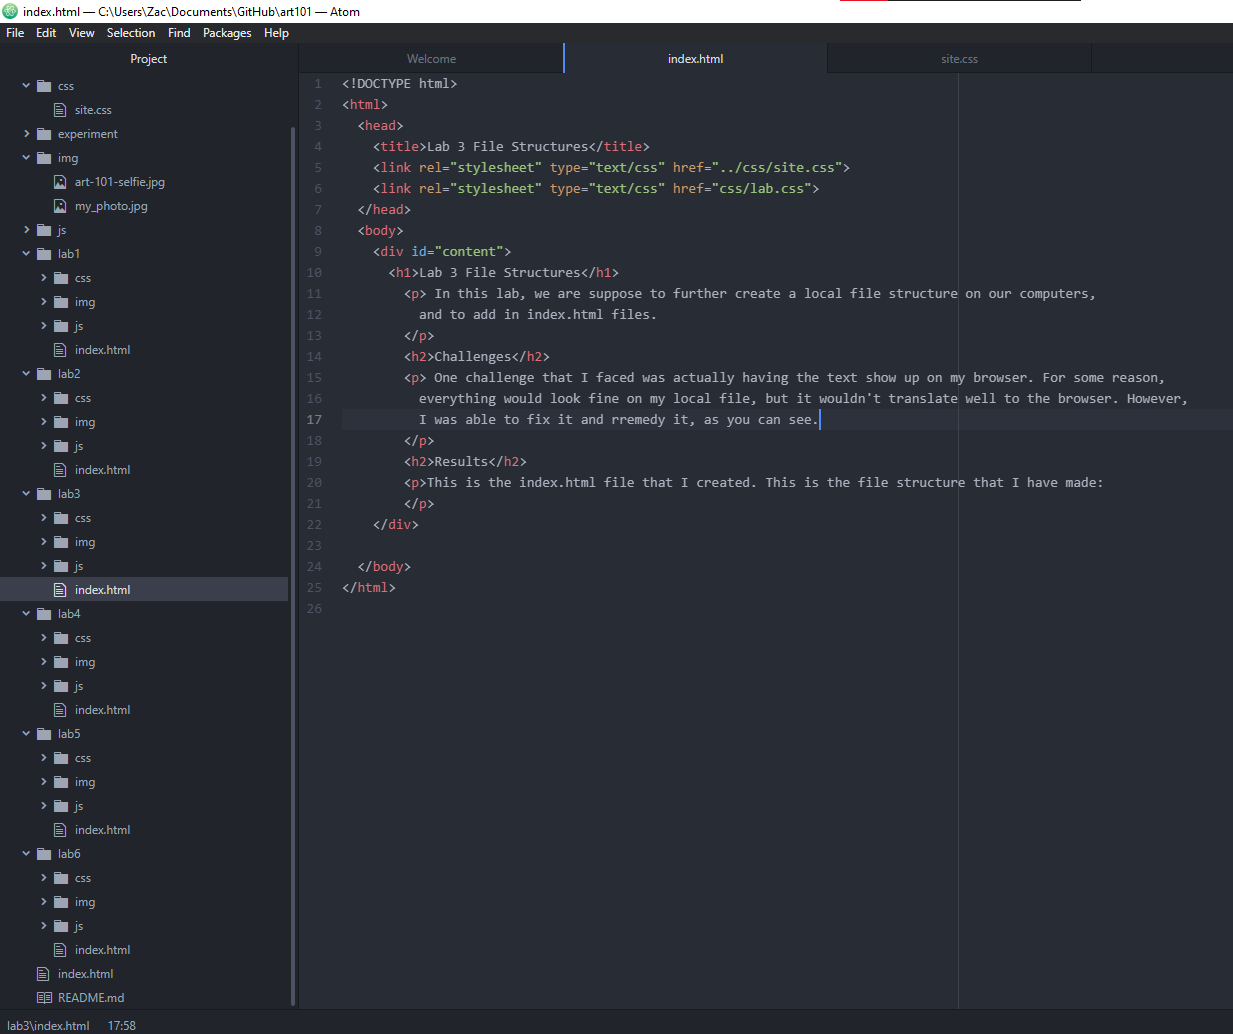 index.html — C:\Users\Zac\Documents\GitHub\art101 — Atom
File Edit View Selection Find Packages Help
Project
css
site.css
experiment
img
art-101-selfie.jpg
my_photo.jpg
js
lab1
css
img
js
index.html
lab2
css
img
js
index.html
lab3
css
img
js
index.html
lab4
css
img
js
index.html
lab5
css
img
js
index.html
lab6
css
img
js
index.html
index.html
README.md
Welcome index.html site.css
1 <!DOCTYPE html>
2 <html>
3 <head>
4 <title>Lab 3 File Structures</title>
5 <link rel="stylesheet" type="text/css" href="../css/site.css">
6 <link rel="stylesheet" type="text/css" href="css/lab.css">
7 </head>
8 <body>
9 <div id="content">
10 <h1>Lab 3 File Structures</h1>
11 <p> In this lab, we are suppose to further create a local file structure on our computers,
12 and to add in index.html files.
13 </p>
14 <h2>Challenges</h2>
15 <p> One challenge that I faced was actually having the text show up on my browser. For some reason,
16 everything would look fine on my local file, but it wouldn't translate well to the browser. However,
17 I was able to fix it and rremedy it, as you can see.
18 </p>
19 <h2>Results</h2>
20 <p>This is the index.html file that I created. This is the file structure that I have made:
21 </p>
22 </div>
23
24 </body>
25 </html>
26
lab3\index.html 17:58